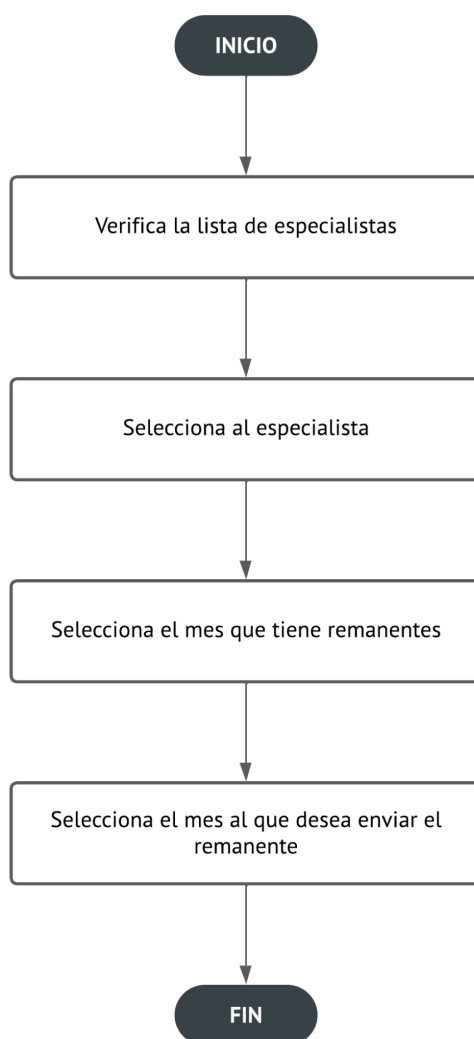 INICIO
Verifica la lista de especialistas
Selecciona al especialista
Selecciona el mes que tiene remanentes
Selecciona el mes al que desea enviar el
remanente
FIN